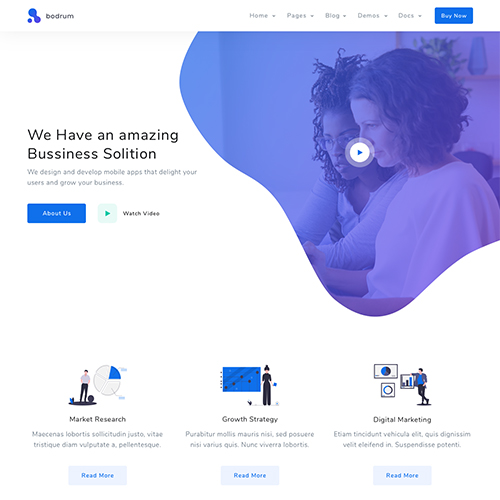 bodrum
Home Pages Blog Demos Docs Buy Now
We Have an amazing
Bussiness Solition
We design and develop mobile apps that delight your
users and grow your business.
About Us Watch Video
Market Research
Maecenas lobortis sollicitudin justo, vitae
tristique diam vulputate a, pellentesque.
Read More
Growth Strategy
Purabitur mollis mauris nisi, sed posuere
nisi varius quis. Nunc viverra lobortis.
Read More
Digital Marketing
Etiam tincidunt vehicula elit, quis dignissim
velit eleifend in. Suspendisse potenti.
Read More